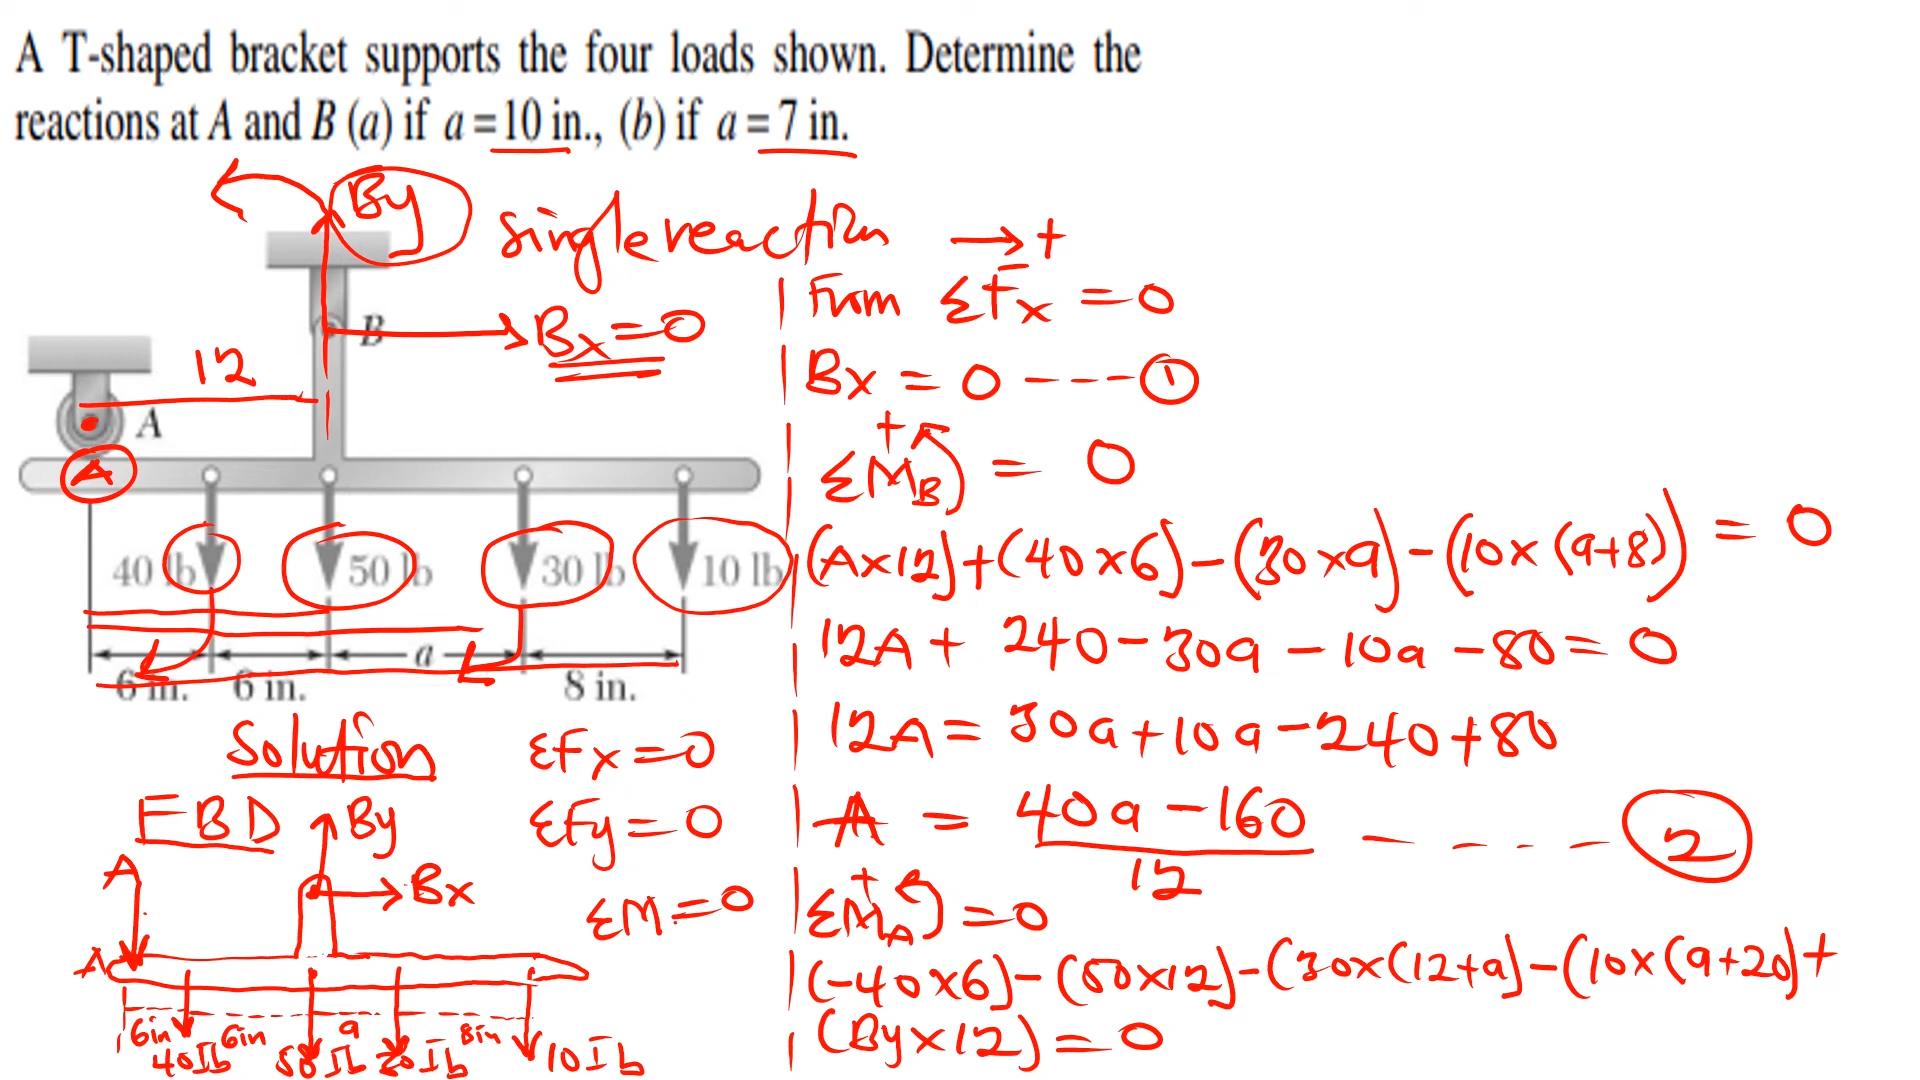 A T-shaped bracket supports the four loads shown. Determine the
reactions at A and B (a) if a = 10 in., (b) if a = 7 in.
By
single reaction
B
Bx = 0
12
A
A
40 lb
50 lb
30 lb
10 lb
6 in.
6 in.
a
8 in.
Solution
FBD
By
A
Bx
A
6in
6in
a
8in
40Ib
50Ib
30Ib
10Ib
ΣFx = 0
ΣFy = 0
ΣM = 0
→+
From ΣFx = 0
Bx = 0 ---- ①
+
ΣMB) = 0
(A×12)+(40×6)-(30×a)-(10×(a+8)) = 0
12A + 240-30a - 10a - 80 = 0
12A = 30a+10a-240+80
A = 40a - 160 ----- ②
12
+
ΣMA) = 0
(-40×6)-(50×12)-(30×(12+a)-(10×(a+20)+
(By×12) = 0